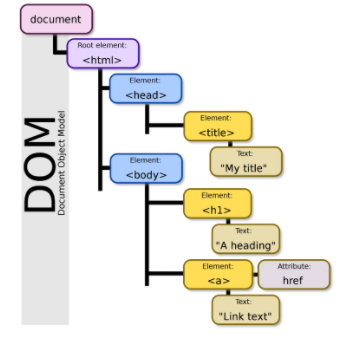 document
Root element:
<html>
Element:
<head>
Element:
<title>
Text:
"My title"
Element:
<body>
Element:
<h1>
Text:
"A heading"
Element:
<a>
Attribute:
href
Text:
"Link text"
DOM
Document Object Model